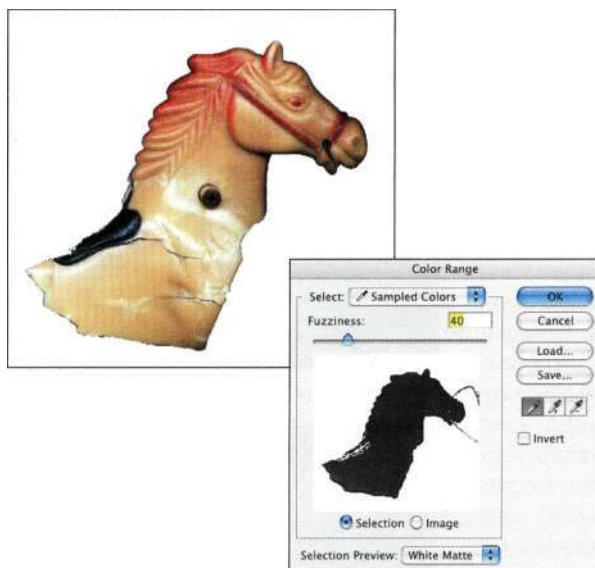 Color Range
Select: Sampled Colors
OK
Fuzziness: 40
Cancel
Load...
Save...
Invert
Selection Image
Selection Preview: White Matte